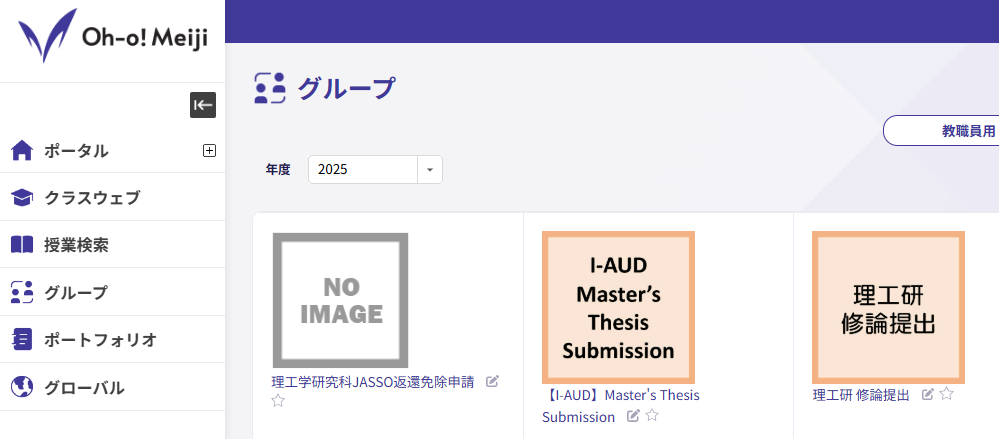 Oh-o! Meiji
グループ
教職員用
ポータル
年度
2025
クラスウェブ
授業検索
グループ
ポートフォリオ
グローバル
NO
IMAGE
理工学研究科JASSO返還免除申請
I-AUD
Master's
Thesis
Submission
【I-AUD】Master's Thesis
Submission
理工研
修論提出
理工研 修論提出